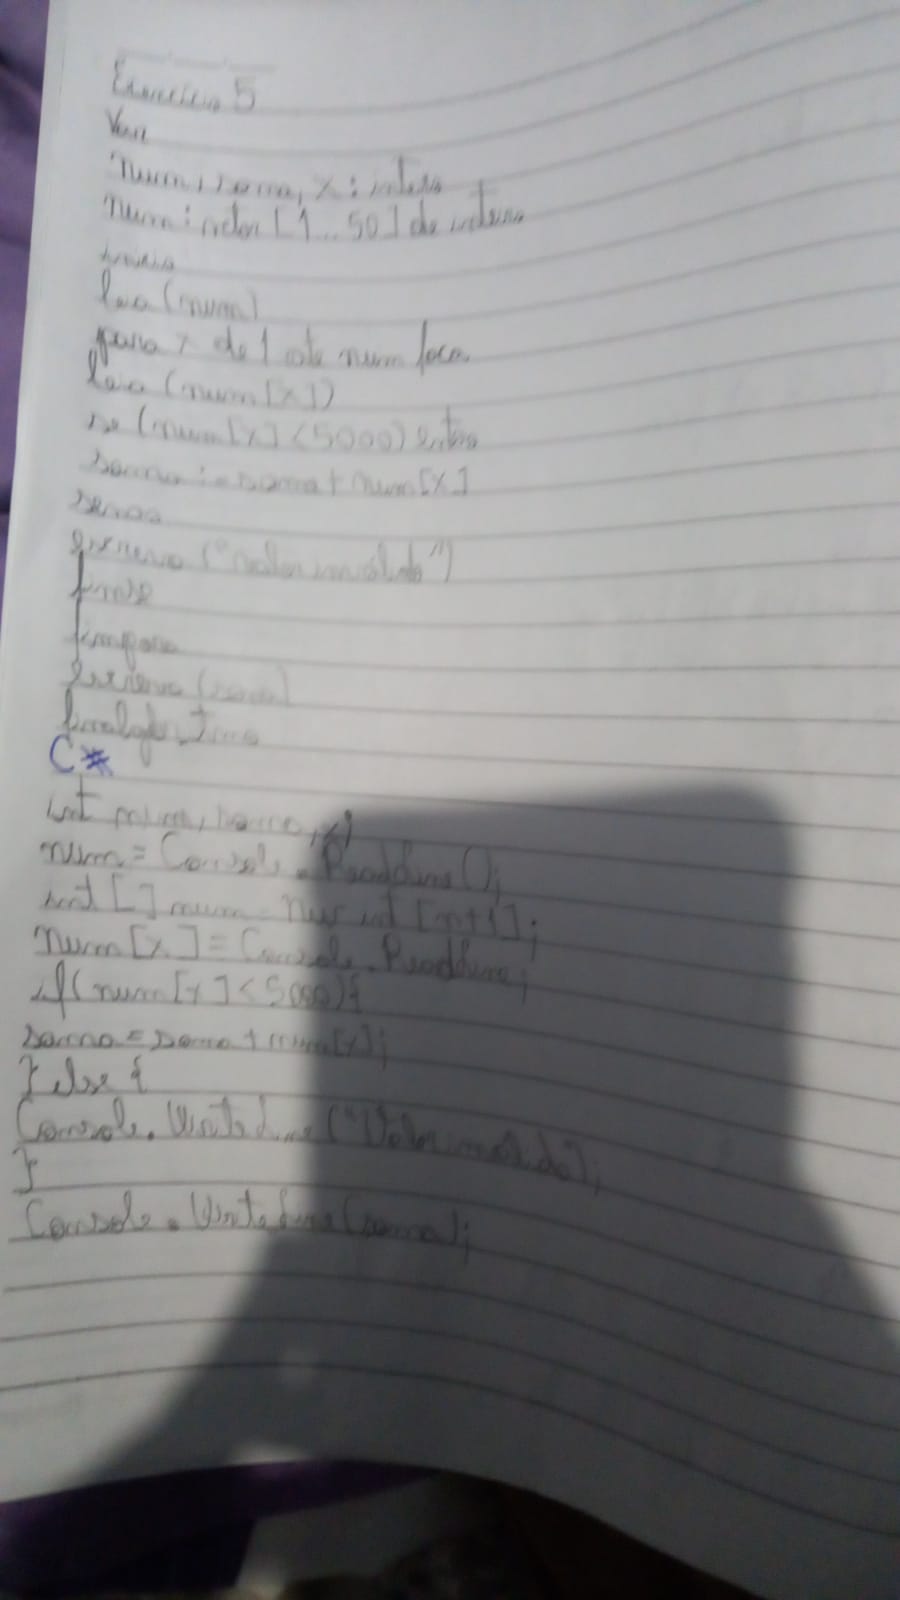 Exercício 5
Var
num, soma, x : inteiro
num : vetor [1..50] de inteiro
inicio
leia (num)
para x de 1 ate num faca
leia (num[x])
se (num[x] < 5000) entao
soma := soma + num[x]
senao
escreva ("valor invalido")
fimse
fimpara
escreva (soma)
fimalgoritmo
C#
int num, soma, x;
num = Console.ReadLine();
int [] num = new int [n+1];
num[x] = Console.ReadLine;
if( num[x] < 5000){
soma = soma + num[x];
} else {
Console.WriteLine ("Valor invalido);
}
Console.WriteLine(soma);